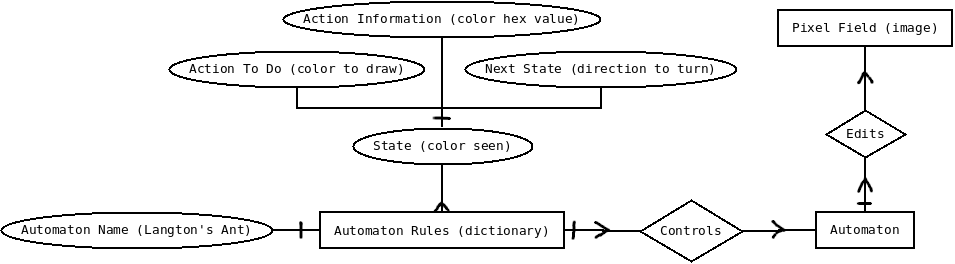 Action Information (color hex value)
Pixel Field (image)
Action To Do (color to draw)
Next State (direction to turn)
Edits
State (color seen)
Automaton Name (Langton's Ant)
Automaton Rules (dictionary)
Controls
Automaton